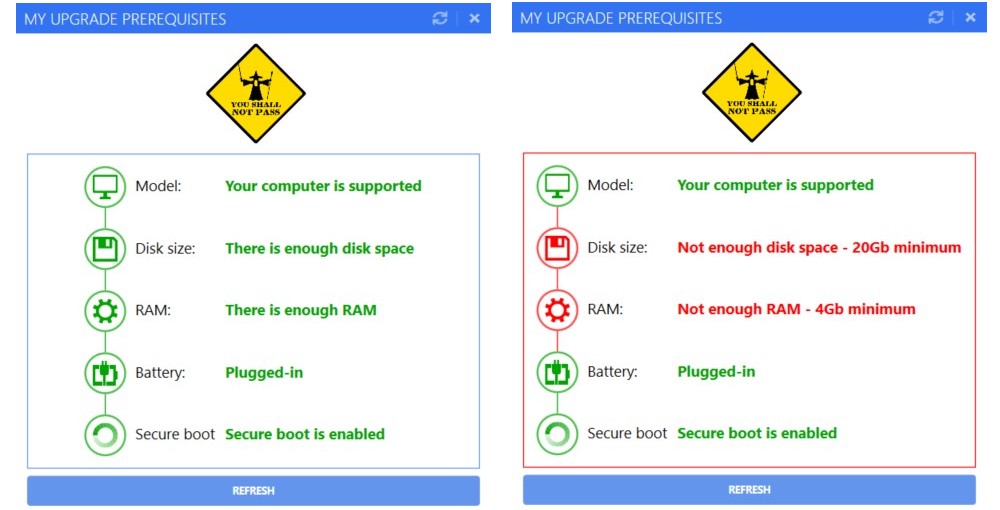 MY UPGRADE PREREQUISITES
YOU SHALL
NOT PASS
Model: Your computer is supported
Disk size: There is enough disk space
RAM: There is enough RAM
Battery: Plugged-in
Secure boot Secure boot is enabled
REFRESH
MY UPGRADE PREREQUISITES
YOU SHALL
NOT PASS
Model: Your computer is supported
Disk size: Not enough disk space - 20Gb minimum
RAM: Not enough RAM - 4Gb minimum
Battery: Plugged-in
Secure boot Secure boot is enabled
REFRESH